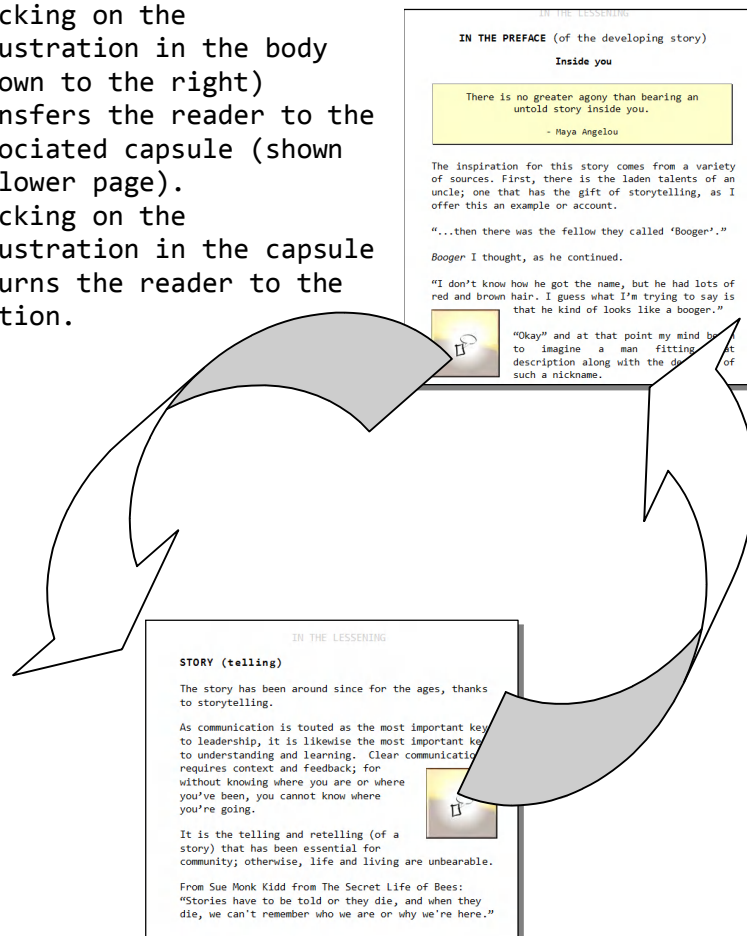 cking on the
ustration in the body
own to the right)
nsfers the reader to the
ociated capsule (shown
lower page).
cking on the
ustration in the capsule
urns the reader to the
tion.
IN THE LESSENING
IN THE PREFACE (of the developing story)
Inside you
There is no greater agony than bearing an
untold story inside you.
- Maya Angelou
The inspiration for this story comes from a variety
of sources. First, there is the laden talents of an
uncle; one that has the gift of storytelling, as I
offer this an example or account.
“...then there was the fellow they called ‘Booger’.”
Booger I thought, as he continued.
“I don’t know how he got the name, but he had lots of
red and brown hair. I guess what I’m trying to say is
that he kind of looks like a booger.”
“Okay” and at that point my mind
to imagine a man fitting
description along with the of
such a nickname.
IN THE LESSENING
STORY (telling)
The story has been around since for the ages, thanks
to storytelling.
As communication is touted as the most important key
to leadership, it is likewise the most important ke
to understanding and learning. Clear communicatio
requires context and feedback; for
without knowing where you are or where
you’ve been, you cannot know where
you’re going.
It is the telling and retelling (of a
story) that has been essential for
community; otherwise, life and living are unbearable.
From Sue Monk Kidd from The Secret Life of Bees:
“Stories have to be told or they die, and when they
die, we can't remember who we are or why we're here.”